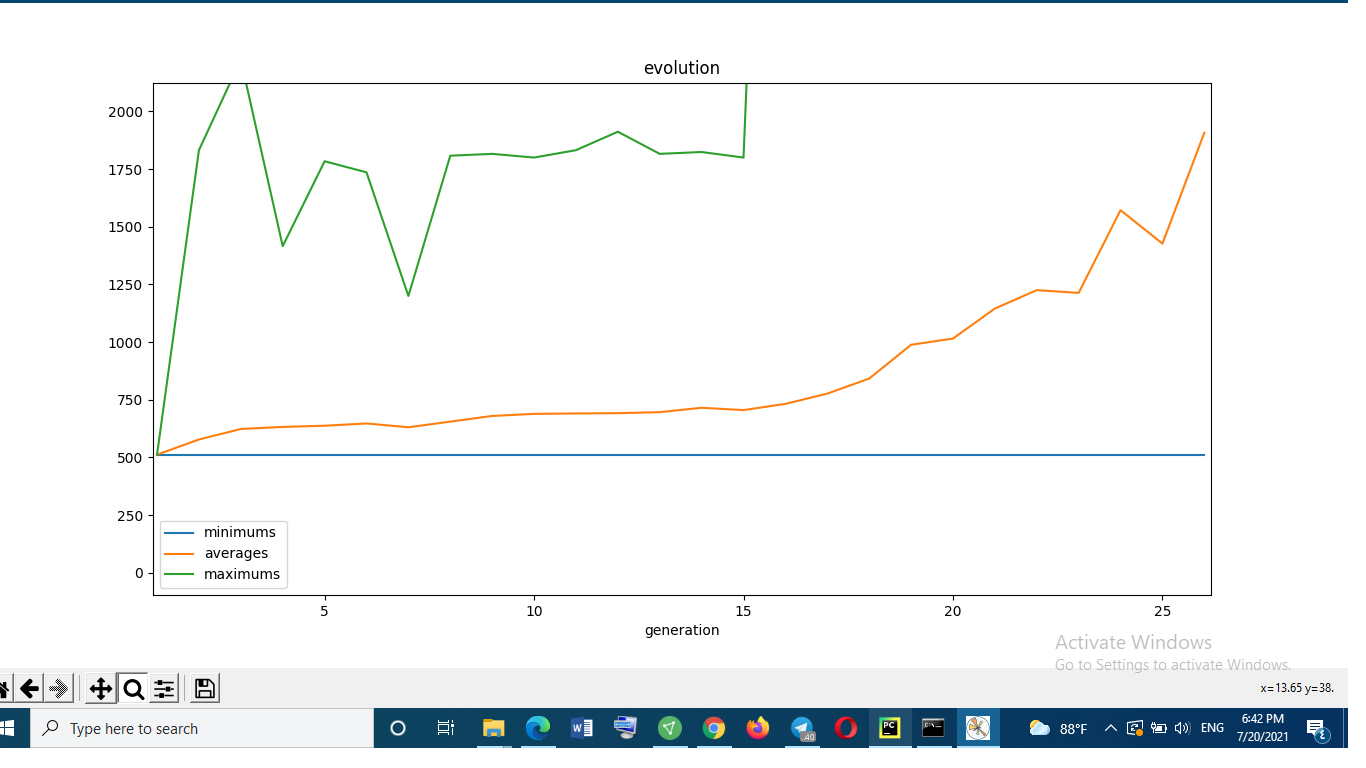 evolution
2000
1750
1500
1250
1000
750
500
250
0
minimums
averages
maximums
5 10 15 20 25
generation
Activate Windows
Go to Settings to activate Windows.
x=13.65 y=38.
Type here to search
W
.40
PC
88°F
ENG
6:42 PM
7/20/2021